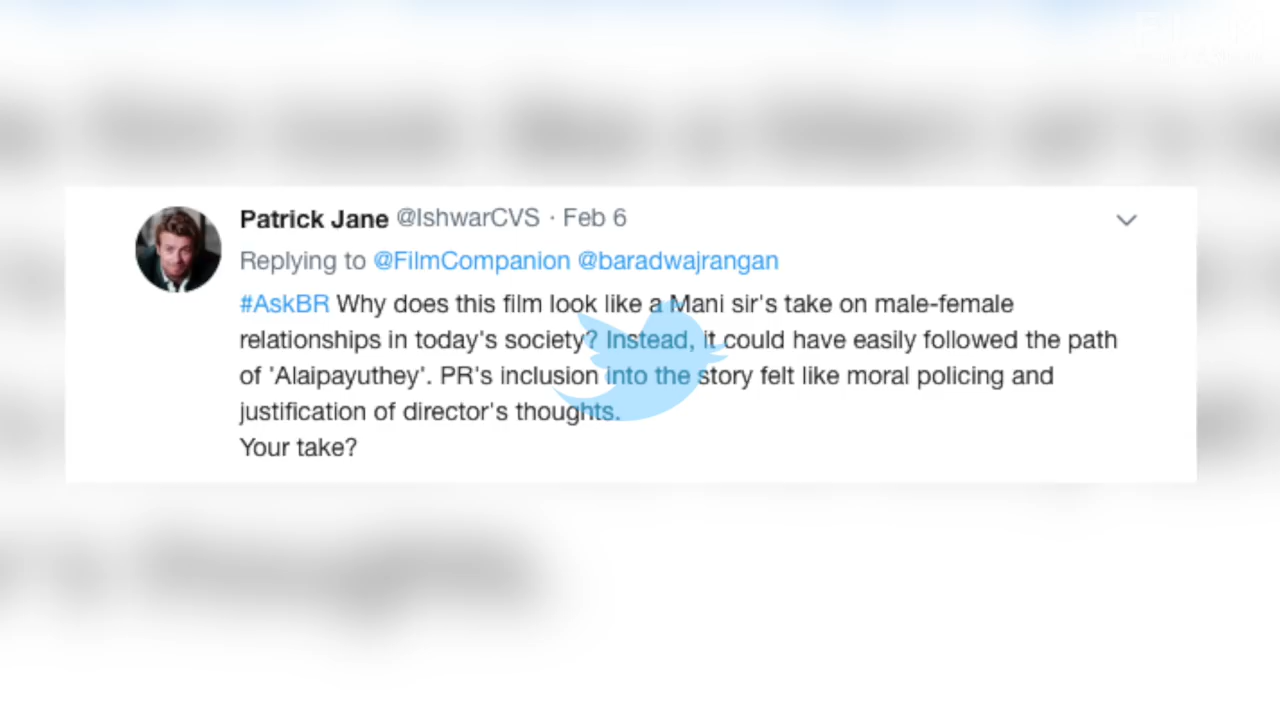 Patrick Jane @IshwarCVS · Feb 6
Replying to @FilmCompanion @baradwajrangan
#AskBR Why does this film look like a Mani sir's take on male-female
relationships in today's society? Instead, it could have easily followed the path
of 'Alaipayuthey'. PR's inclusion into the story felt like moral policing and
justification of director's thoughts.
Your take?